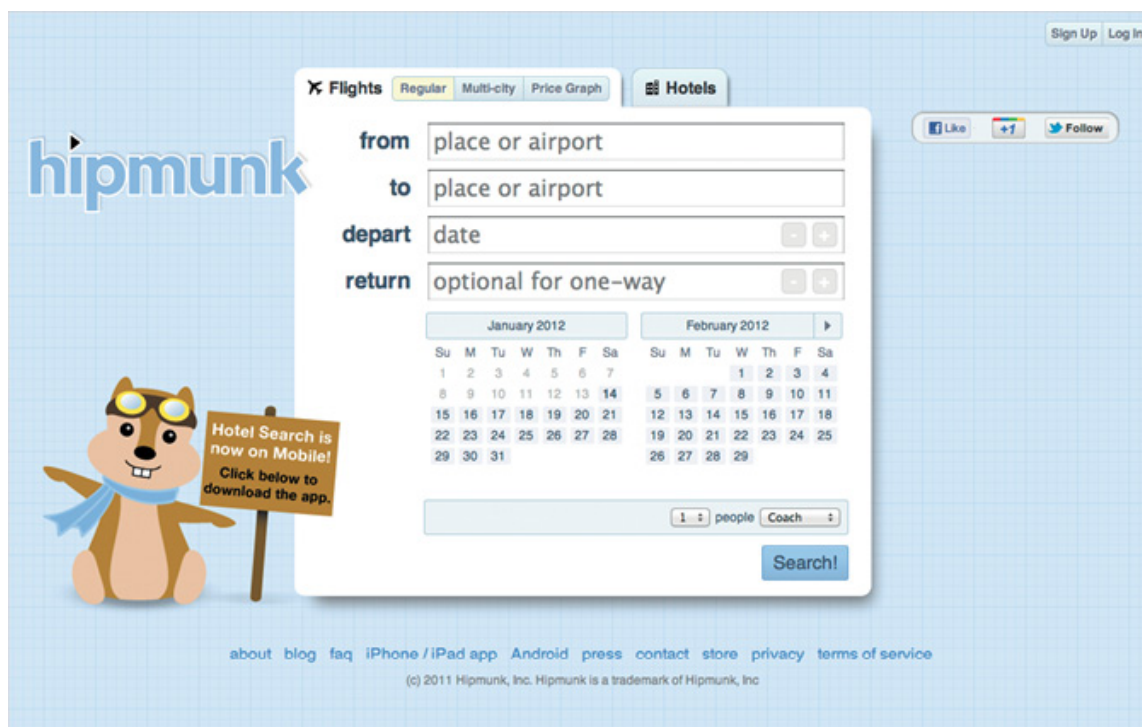 Sign Up Log In
Flights Regular Multi-city Price Graph Hotels
Like +1 Follow
hipmunk
from place or airport
to place or airport
depart date - +
return optional for one-way - +
January 2012
Su M Tu W Th F Sa
1 2 3 4 5 6 7
8 9 10 11 12 13 14
15 16 17 18 19 20 21
22 23 24 25 26 27 28
29 30 31
February 2012
Su M Tu W Th F Sa
1 2 3 4
5 6 7 8 9 10 11
12 13 14 15 16 17 18
19 20 21 22 23 24 25
26 27 28 29
Hotel Search is
now on Mobile!
Click below to
download the app.
1 people Coach
Search!
about blog faq iPhone / iPad app Android press contact store privacy terms of service
(c) 2011 Hipmunk, Inc. Hipmunk is a trademark of Hipmunk, Inc